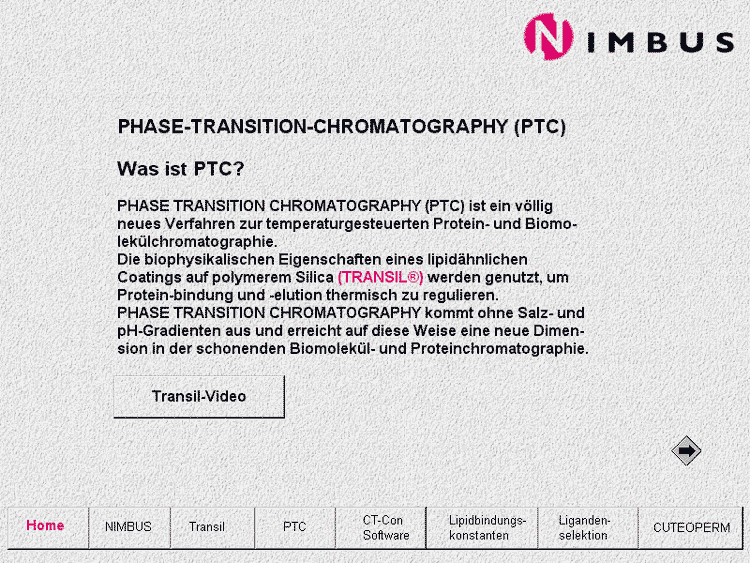 NIMBUS
PHASE-TRANSITION-CHROMATOGRAPHY (PTC)
Was ist PTC?
PHASE TRANSITION CHROMATOGRAPHY (PTC) ist ein völlig
neues Verfahren zur temperaturgesteuerten Protein- und Biomo-
lekülchromatographie.
Die biophysikalischen Eigenschaften eines lipidähnlichen
Coatings auf polymerem Silica (TRANSIL®) werden genutzt, um
Protein-bindung und -elution thermisch zu regulieren.
PHASE TRANSITION CHROMATOGRAPHY kommt ohne Salz- und
pH-Gradienten aus und erreicht auf diese Weise eine neue Dimen-
sion in der schonenden Biomolekül- und Proteinchromatographie.
Transil-Video
Home
NIMBUS
Transil
PTC
CT-Con
Software
Lipidbindungs-
konstanten
Liganden-
selektion
CUTEOPERM